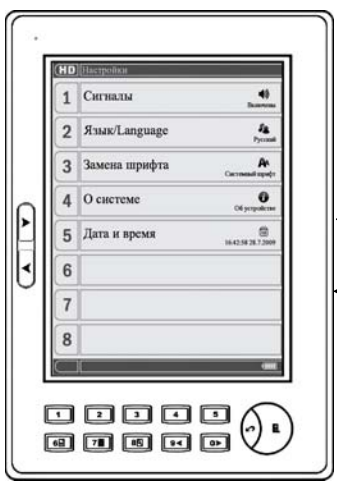 HD Настройки
1 Сигналы
Включены
2 Язык/Language
Русский
3 Замена шрифта
Системный шрифт
4 О системе
Об устройстве
5 Дата и время
16:42:58 28.7.2009
6
7
8
1 2 3 4 5
6 7 8 9 0